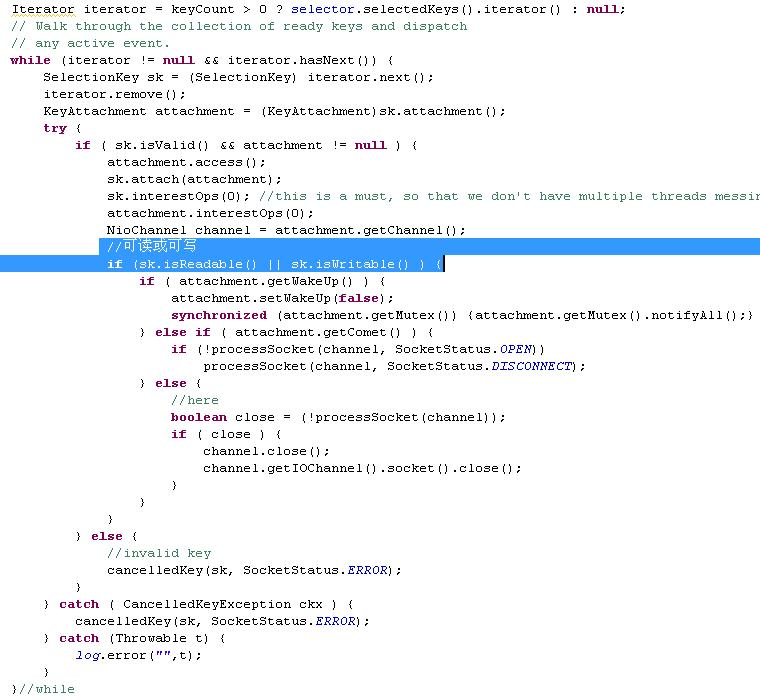 Iterator iterator = keyCount > 0 ? selector.selectedKeys().iterator() : null;
// Walk through the collection of ready keys and dispatch
// any active event.
while (iterator != null && iterator.hasNext()) {
    SelectionKey sk = (SelectionKey) iterator.next();
    iterator.remove();
    KeyAttachment attachment = (KeyAttachment)sk.attachment();
    try {
        if ( sk.isValid() && attachment != null ) {
            attachment.access();
            sk.attach(attachment);
            sk.interestOps(0); //this is a must, so that we don't have multiple threads messin
            attachment.interestOps(0);
            NioChannel channel = attachment.getChannel();
            //可读或可写
            if (sk.isReadable() || sk.isWritable() ) {
                if ( attachment.getWakeUp() ) {
                    attachment.setWakeUp(false);
                    synchronized (attachment.getMutex()) {attachment.getMutex().notifyAll();}
                } else if ( attachment.getComet() ) {
                    if (!processSocket(channel, SocketStatus.OPEN))
                        processSocket(channel, SocketStatus.DISCONNECT);
                } else {
                    //here
                    boolean close = (!processSocket(channel));
                    if ( close ) {
                        channel.close();
                        channel.getIOChannel().socket().close();
                    }
                }
            }
        } else {
            //invalid key
            cancelledKey(sk, SocketStatus.ERROR);
        }
    } catch ( CancelledKeyException ckx ) {
        cancelledKey(sk, SocketStatus.ERROR);
    } catch (Throwable t) {
        log.error("",t);
    }
}//while